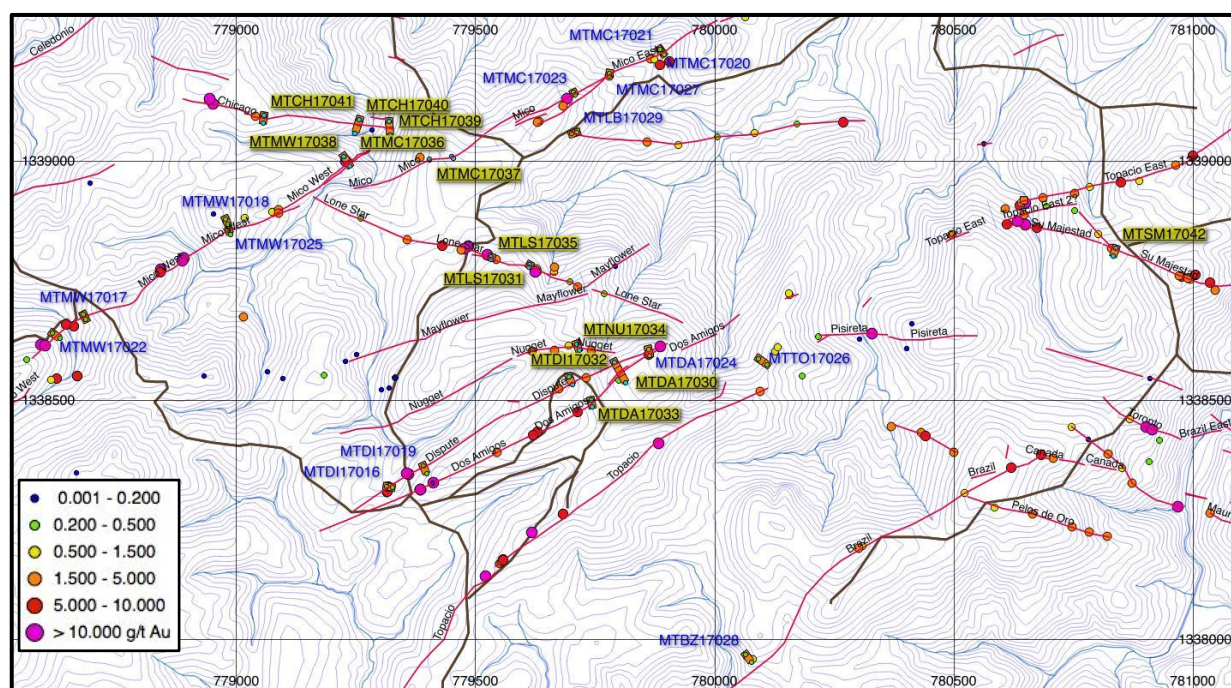 779000
779500
780000
780500
781000
Celedonio
MTMC17021
Mico East
MTMC17020
MTMC17023
MTMC17027
Chicago
MTCH17041
MTCH17040
MTCH17039
Mico
MTLB17029
MTMW17038
MTMC17036
1339000
1339000
Mico
Mico
MTMC17037
Mico West
Topacio East
MTMW17018
Lone Star
Topacio East 2?
Mico West
MTMW17025
Topacio East
Su Majestad
MTSM17042
Lone Star
MTLS17035
Mico West
MTLS17031
Mayflower
Su Majestad
MTMW17017
Mayflower
Lone Star
Mayflower
MTNU17034
Dos Amigos
Pisireta
Pisireta
MTMW17022
Nugget
Nugget
MTDI17032
MTDA17024
MTTO17026
West
Dispute
MTDA17030
Nugget
1338500
1338500
Dos Amigos
MTDA17033
Toronto
Brazil East
MTDI17019
Dispute
Dos Amigos
Topacio
Brazil
Canada
Canada
MTDI17016
Pelos de Oro
Brazil
0.001 - 0.200
0.200 - 0.500
0.500 - 1.500
1.500 - 5.000
5.000 - 10.000
> 10.000 g/t Au
Topacio
MTBZ17028
1338000
1338000
779000
779500
780000
780500
781000